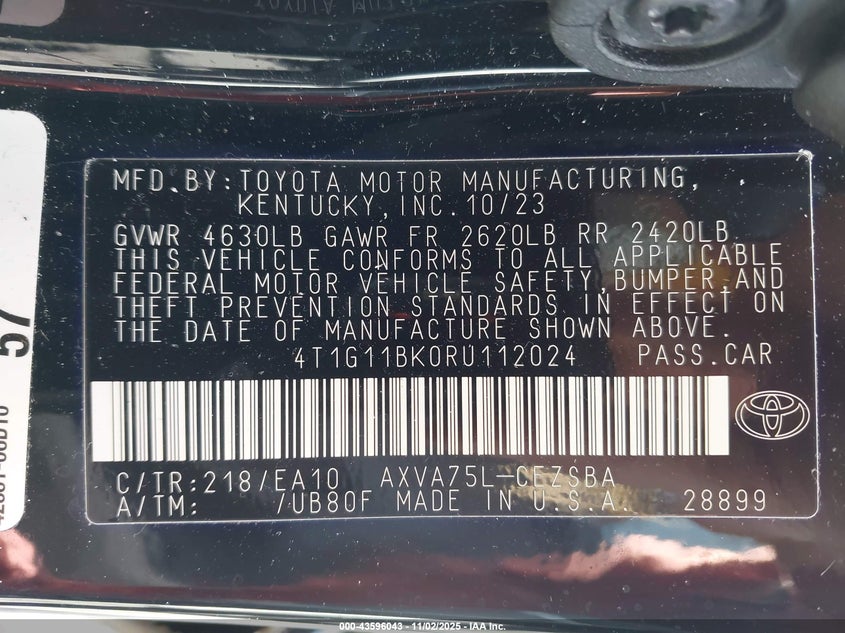 MFD.BY:TOYOTA MOTOR MANUFACTURING,
KENTUCKY,INC.10/23
GVWR 4630LB GAWR FR 2620LB RR 2420LB
THIS VEHICLE CONFORMS TO ALL APPLICABLE
FEDERAL MOTOR VEHICLE SAFETY,BUMPER,AND
THEFT PREVENTION STANDARDS IN EFFECT ON
THE DATE OF MANUFACTURE SHOWN ABOVE.
4T1G11BK0RU112024 PASS.CAR
C/TR:218/EA10 AXVA75L-CEZSBA
A/TM: /UB80F MADE IN U.S.A. 28899
57
000-43596043 - 11/02/2025 - IAA Inc.